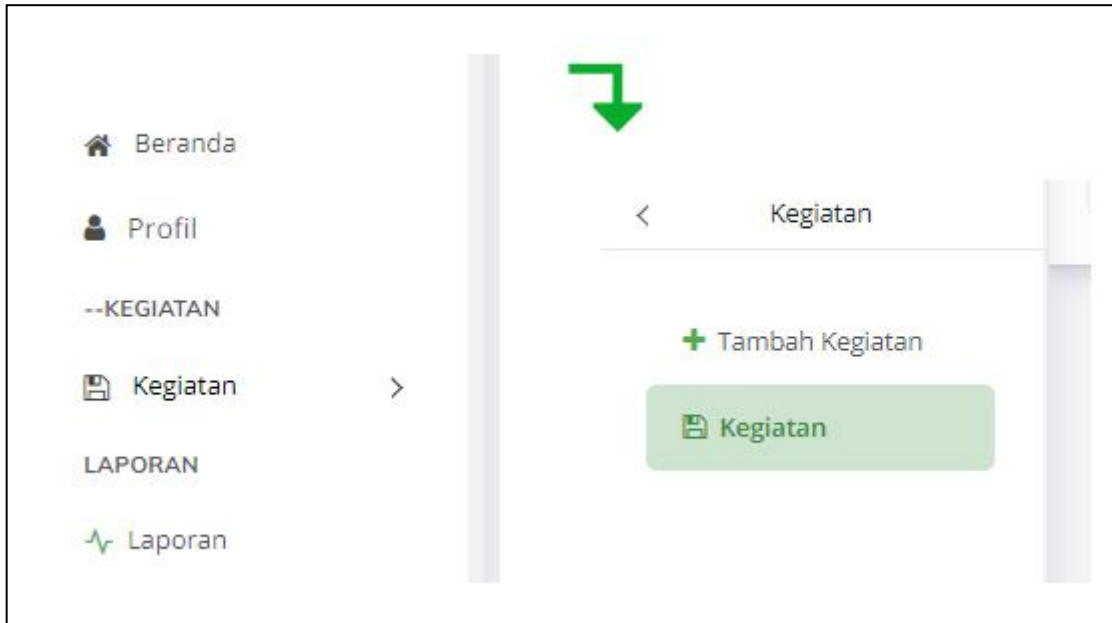 Beranda
Profil
--KEGIATAN
Kegiatan
LAPORAN
Laporan
Kegiatan
Tambah Kegiatan
Kegiatan